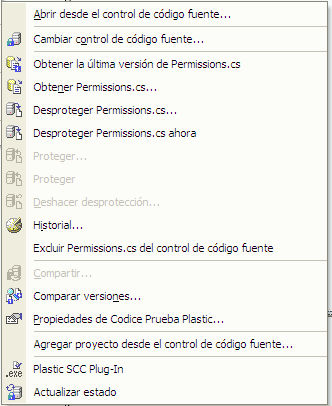 Abrir desde el control de código fuente...
Cambiar control de código fuente...
Obtener la última versión de Permissions.cs
Obtener Permissions.cs...
Desproteger Permissions.cs...
Desproteger Permissions.cs ahora
Proteger...
Proteger
Deshacer desprotección...
Historial...
Excluir Permissions.cs del control de código fuente
Compartir...
Comparar versiones...
Propiedades de Codice Prueba Plastic...
Agregar proyecto desde el control de código fuente...
.exe Plastic SCC Plug-In
Actualizar estado